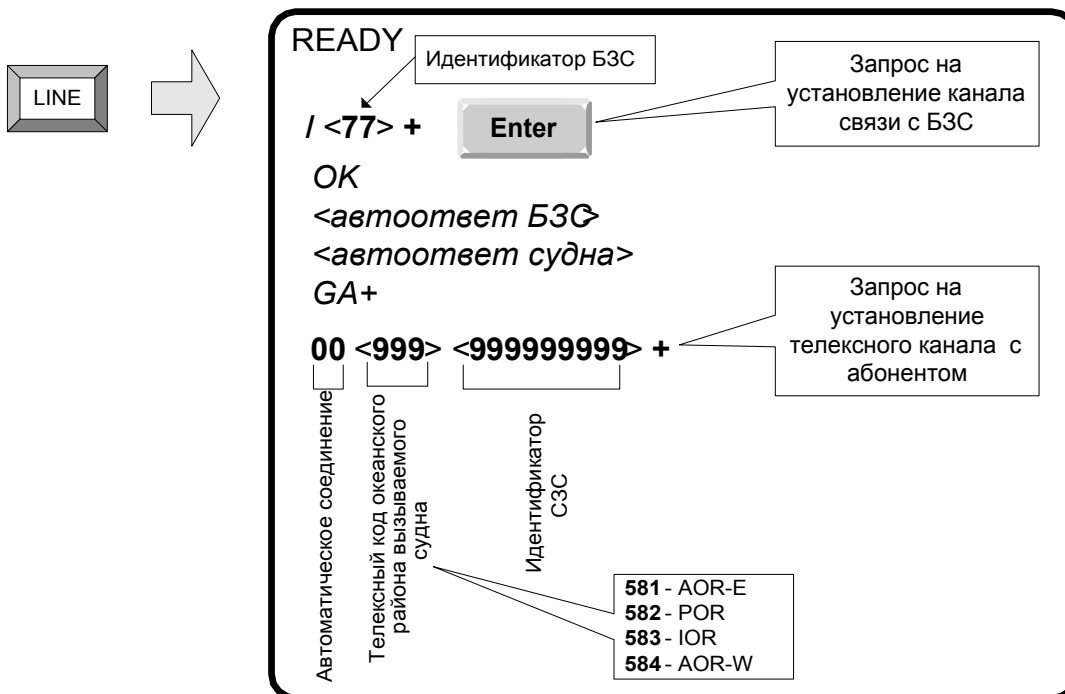 READY
Идентификатор БЗС
LINE
/ <77> +
Enter
Запрос на
установление канала
связи с БЗС
OK
<автоответ БЗС>
<автоответ судна>
GA+
Запрос на
установление
телексного канала с
абонентом
00 <999> <999999999> +
Автоматическое соединение
Телексный код океанского
района вызываемого
судна
Идентификатор
СЗС
581 - AOR-E
582 - POR
583 - IOR
584 - AOR-W